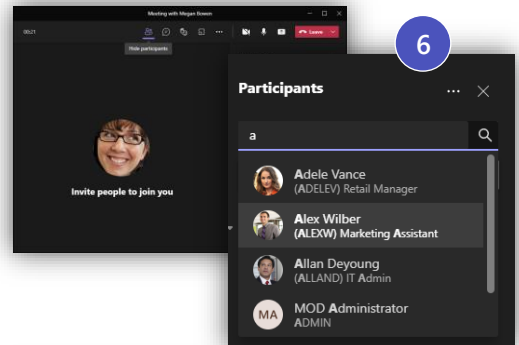 Meeting with Megan Bowen
00:21
Leave
Hide participants
Invite people to join you
6
Participants
a
Adele Vance
(ADELEV) Retail Manager
Alex Wilber
(ALEXW) Marketing Assistant
Allan Deyoung
(ALLAND) IT Admin
MA
MOD Administrator
ADMIN